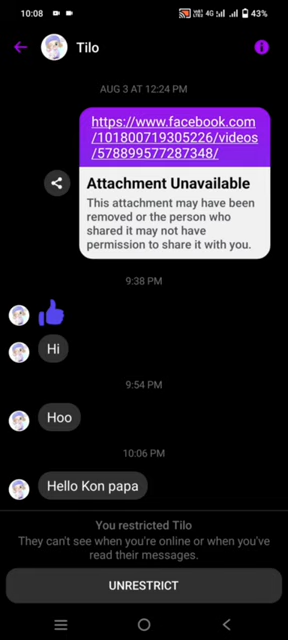 10:08
4G
43%
Tilo
AUG 3 AT 12:24 PM
https://www.facebook.com
/101800719305226/videos
/578899577287348/
Attachment Unavailable
This attachment may have been
removed or the person who
shared it may not have
permission to share it with you.
9:38 PM
Hi
9:54 PM
Hoo
10:06 PM
Hello Kon papa
You restricted Tilo
They can't see when you're online or when you've
read their messages.
UNRESTRICT